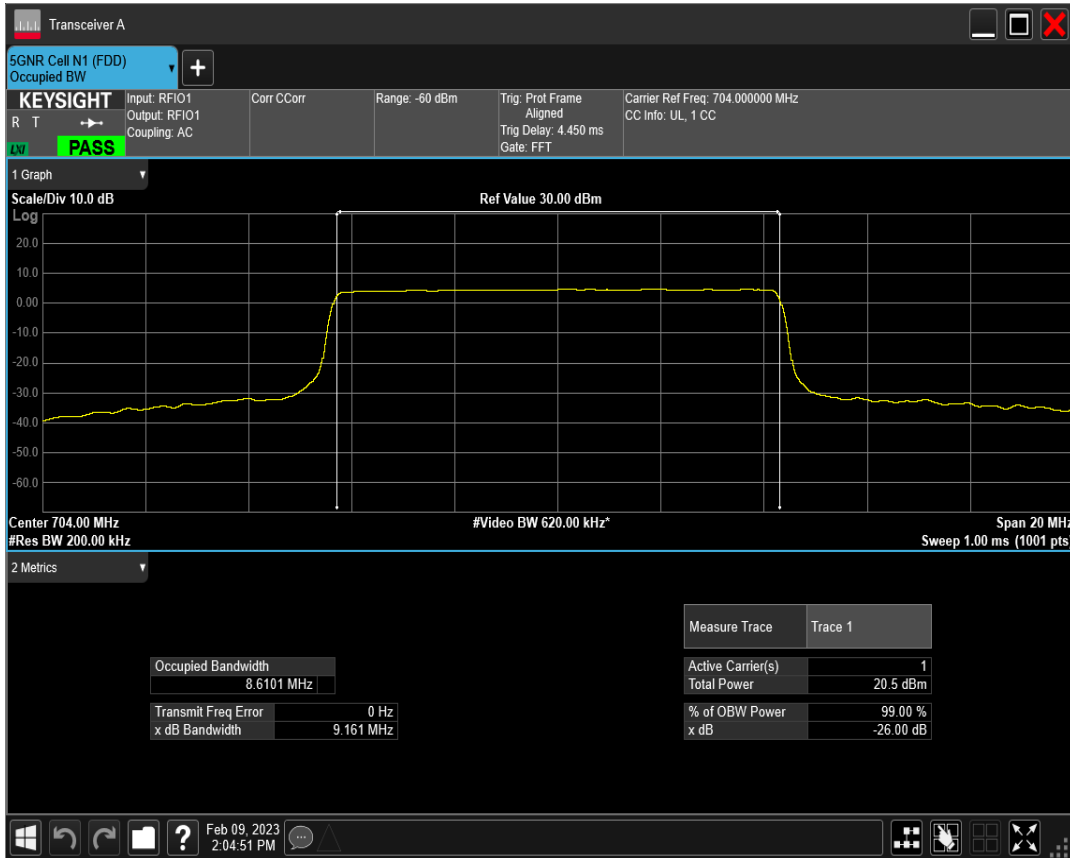 Transceiver A
5GNR Cell N1 (FDD)
Occupied BW
+
KEYSIGHT
R T
LXI
PASS
Input: RFIO1
Output: RFIO1
Coupling: AC
Corr CCorr
Range: -60 dBm
Trig: Prot Frame
Aligned
Trig Delay: 4.450 ms
Gate: FFT
Carrier Ref Freq: 704.000000 MHz
CC Info: UL, 1 CC
1 Graph
Scale/Div 10.0 dB
Ref Value 30.00 dBm
Log
20.0
10.0
0.00
-10.0
-20.0
-30.0
-40.0
-50.0
-60.0
Center 704.00 MHz
#Video BW 620.00 kHz*
Span 20 MHz
#Res BW 200.00 kHz
Sweep 1.00 ms (1001 pts)
2 Metrics
Measure Trace Trace 1
Occupied Bandwidth
8.6101 MHz
Active Carrier(s) 1
Total Power 20.5 dBm
Transmit Freq Error 0 Hz
x dB Bandwidth 9.161 MHz
% of OBW Power 99.00 %
x dB -26.00 dB
?
Feb 09, 2023
2:04:51 PM